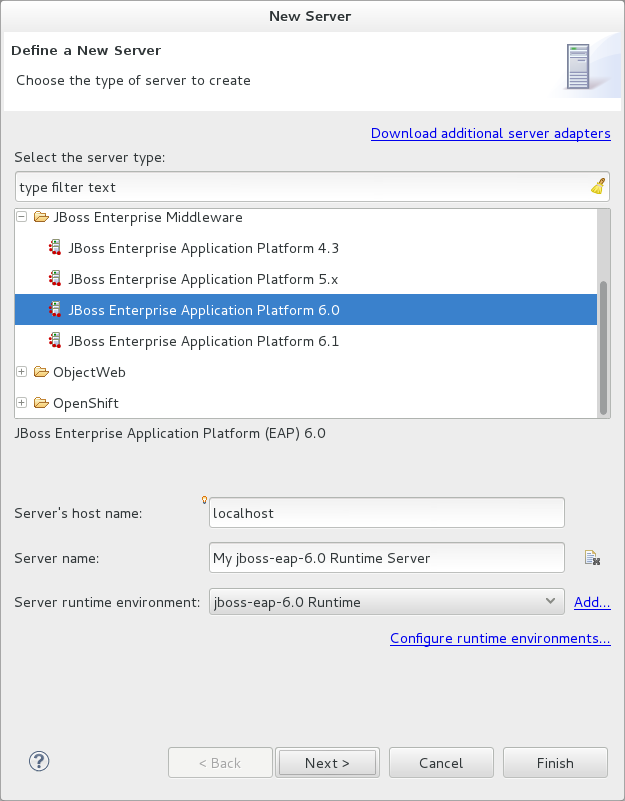 New Server
Define a New Server
Choose the type of server to create
Download additional server adapters
Select the server type:
type filter text
JBoss Enterprise Middleware
JBoss Enterprise Application Platform 4.3
JBoss Enterprise Application Platform 5.x
JBoss Enterprise Application Platform 6.0
JBoss Enterprise Application Platform 6.1
ObjectWeb
OpenShift
JBoss Enterprise Application Platform (EAP) 6.0
Server's host name: localhost
Server name: My jboss-eap-6.0 Runtime Server
Server runtime environment: jboss-eap-6.0 Runtime Add...
Configure runtime environments...
? < Back Next > Cancel Finish